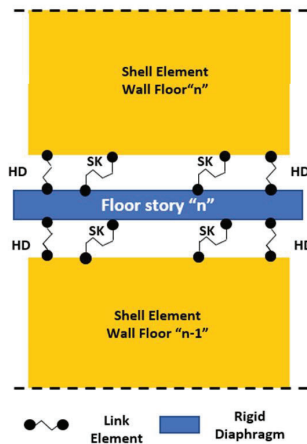 Shell Element
Wall Floor"n"
HD SK SK HD
Floor story "n"
HD SK SK HD
Shell Element
Wall Floor "n-1"
Link
Element
Rigid
Diaphragm